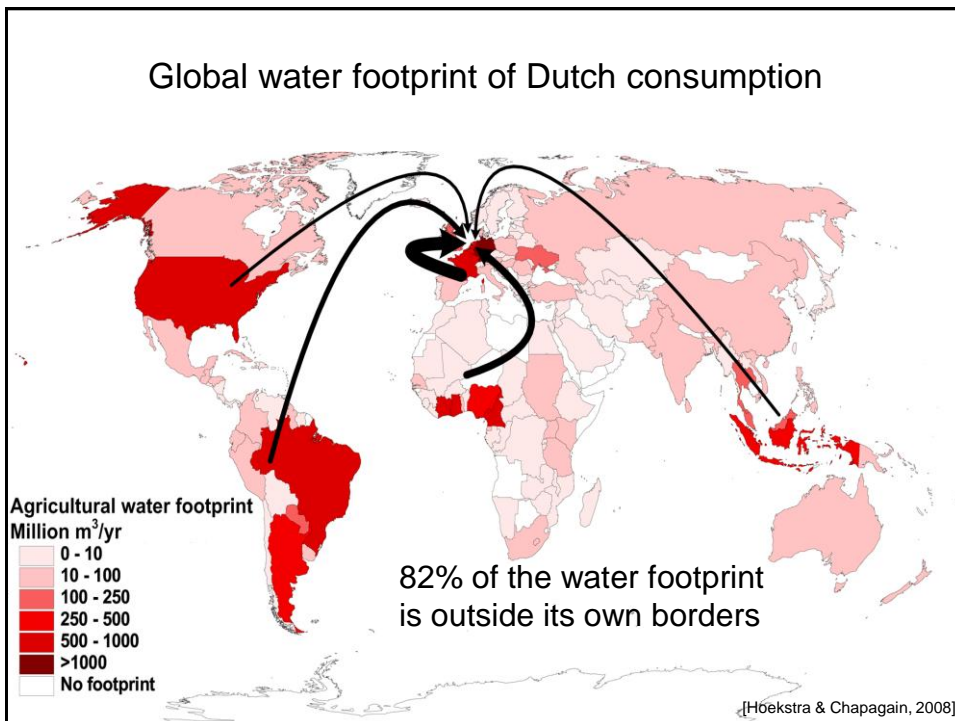 Global water footprint of Dutch consumption
Agricultural water footprint
Million m³/yr
0 - 10
10 - 100
100 - 250
250 - 500
500 - 1000
>1000
No footprint
82% of the water footprint
is outside its own borders
[Hoekstra & Chapagain, 2008]